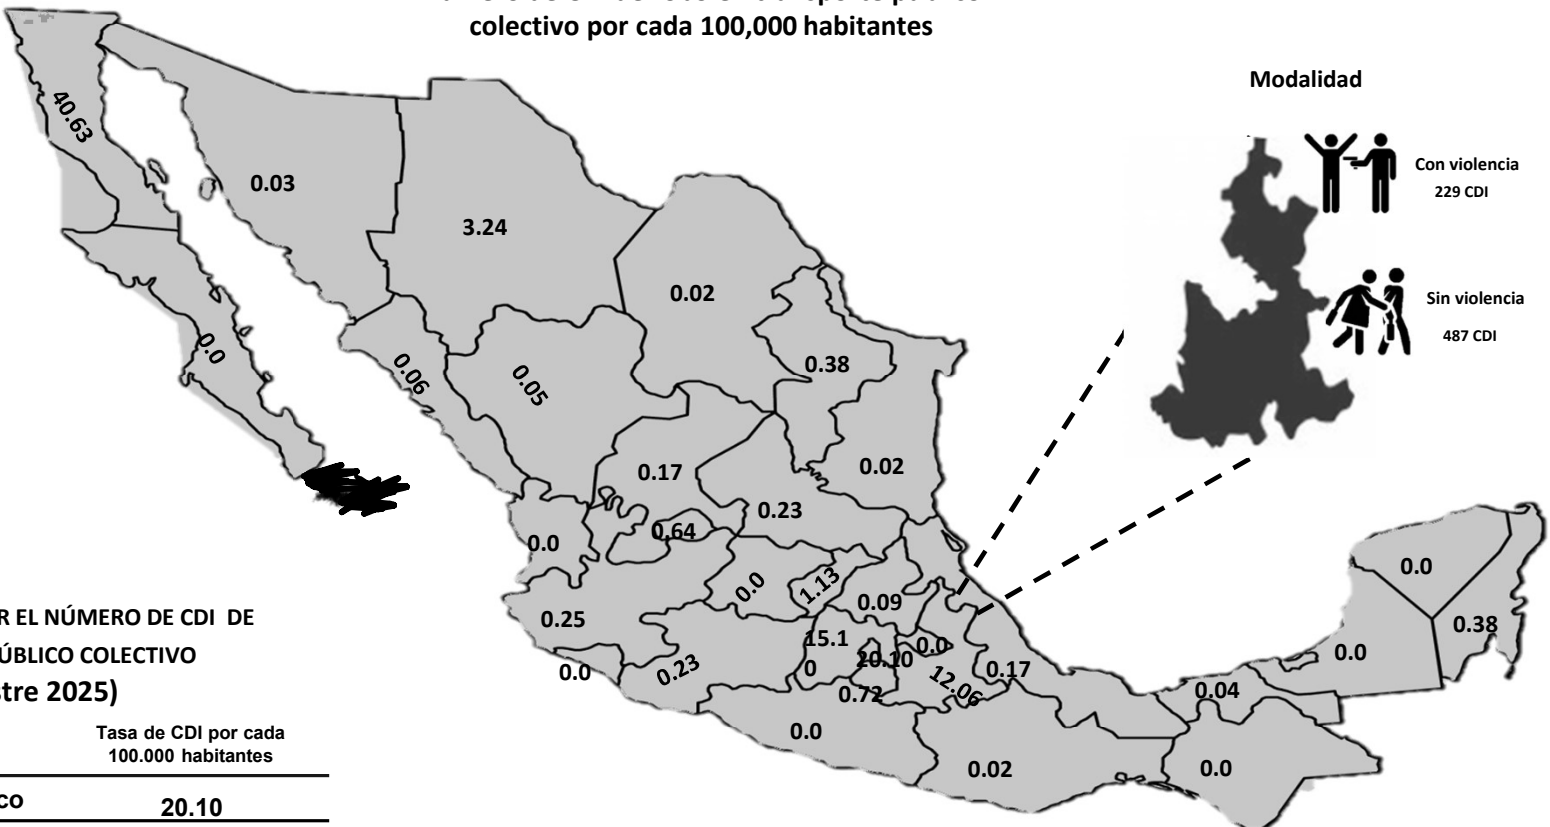 colectivo por cada 100,000 habitantes
Modalidad
Con violencia
229 CDI
Sin violencia
487 CDI
40.63
0.03
3.24
0.02
0.38
0.0
0.06
0.05
0.02
0.17
0.23
0.64
0.0
0.0
1.13
0.09
0.25
15.1
0
20.10
0.0
12.06
0.17
0.0
0.23
0.72
0.0
0.02
0.04
0.0
0.0
0.0
0.38
R EL NÚMERO DE CDI DE
ÚBLICO COLECTIVO
stre 2025)
Tasa de CDI por cada
100.000 habitantes
co
20.10